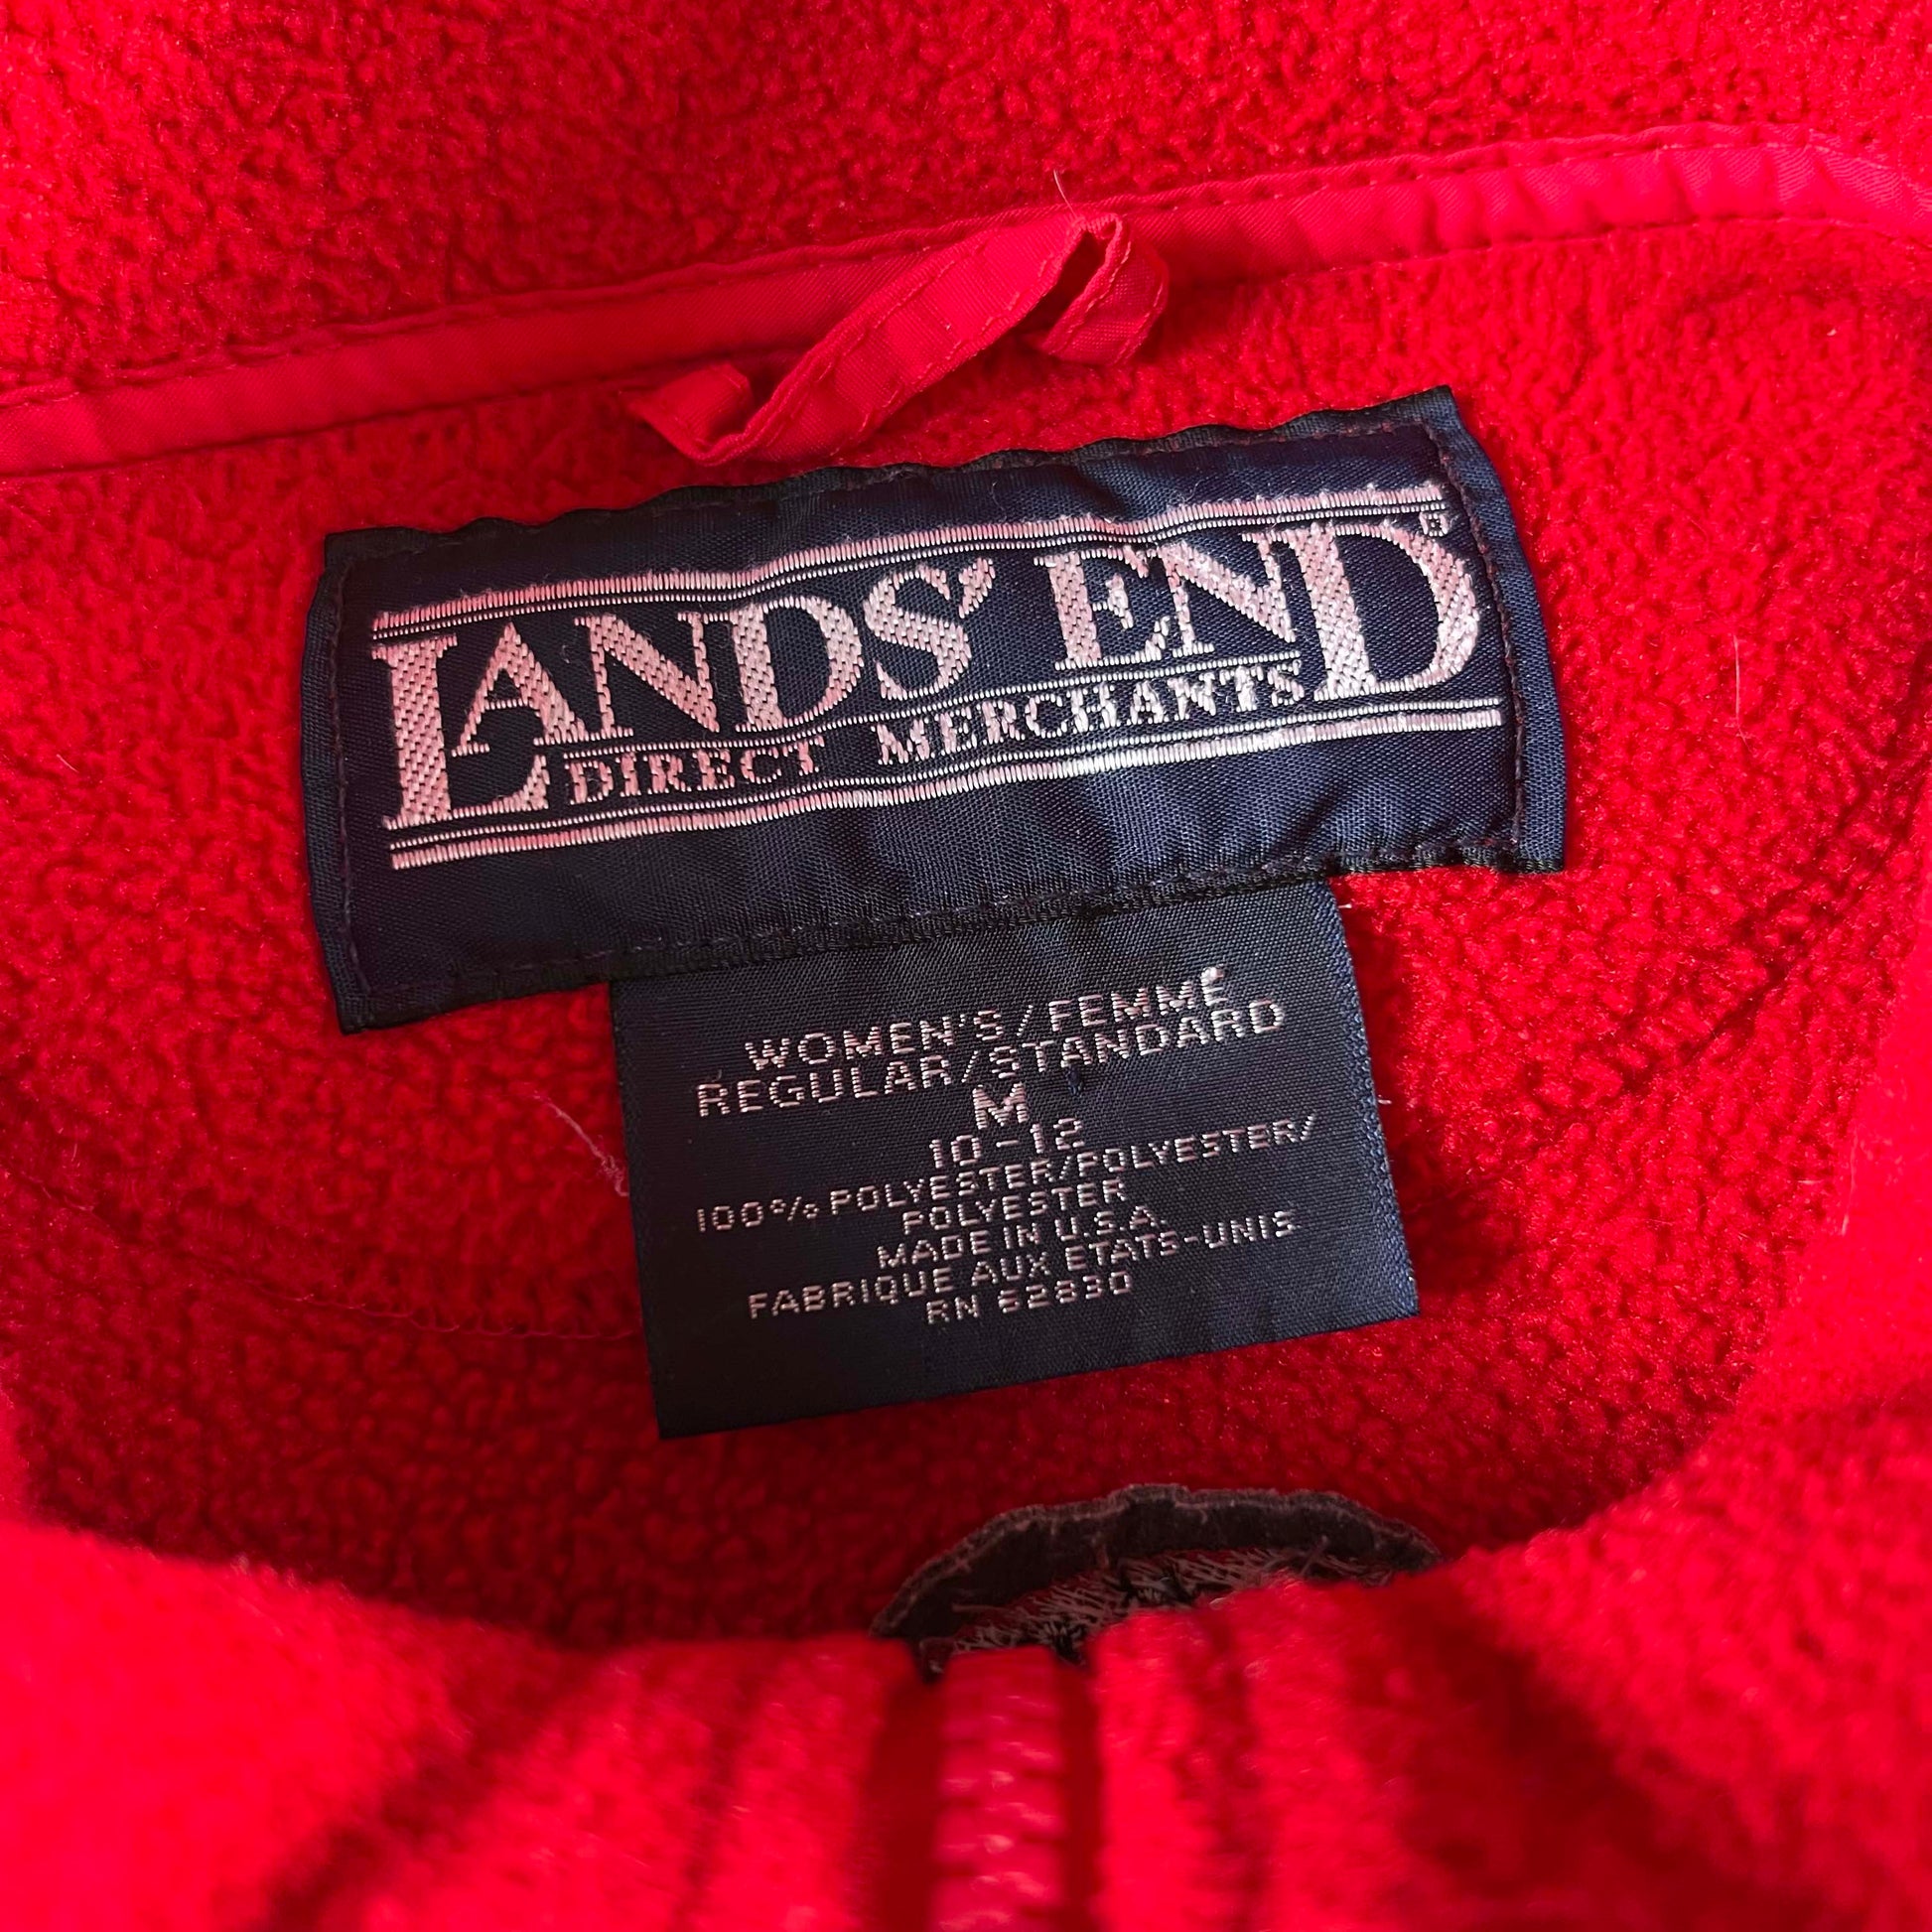 LANDS' END®
DIRECT MERCHANTS
WOMEN'S/FEMME
REGULAR/STANDARD
M
10-12
100% POLYESTER/POLYESTER/
POLYESTER
MADE IN U.S.A.
FABRIQUE AUX ETATS-UNIS
RN 62830